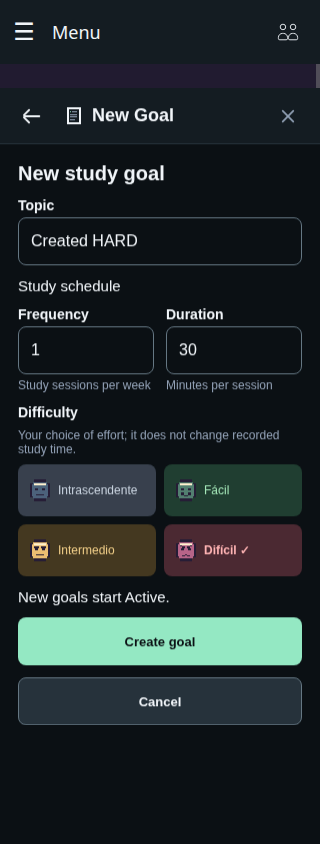 Menu
New Goal
New study goal
Topic
Created HARD
Study schedule
Frequency
Duration
1
30
Study sessions per week
Minutes per session
Difficulty
Your choice of effort; it does not change recorded
study time.
Intrascendente
Fácil
Intermedio
Difícil ✓
New goals start Active.
Create goal
Cancel